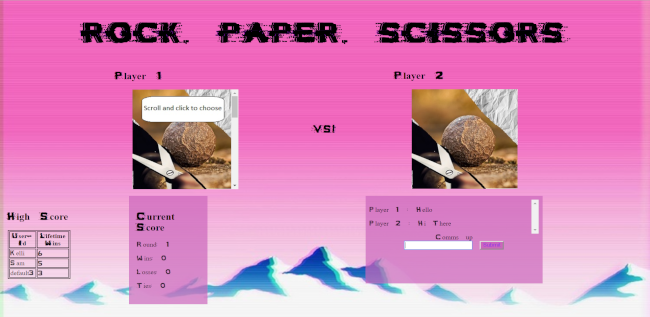 ROCK. PAPER. SCISSORS
Player 1
Player 2
Scroll and click to choose
VS!
High Score
User-Id Lifetime Wins
Kelli 6
Sam 5
default3 3
Current Score
Round 1
Wins 0
Losses 0
Ties 0
Player 1 : Hello
Player 2 : Hi There
Comms up